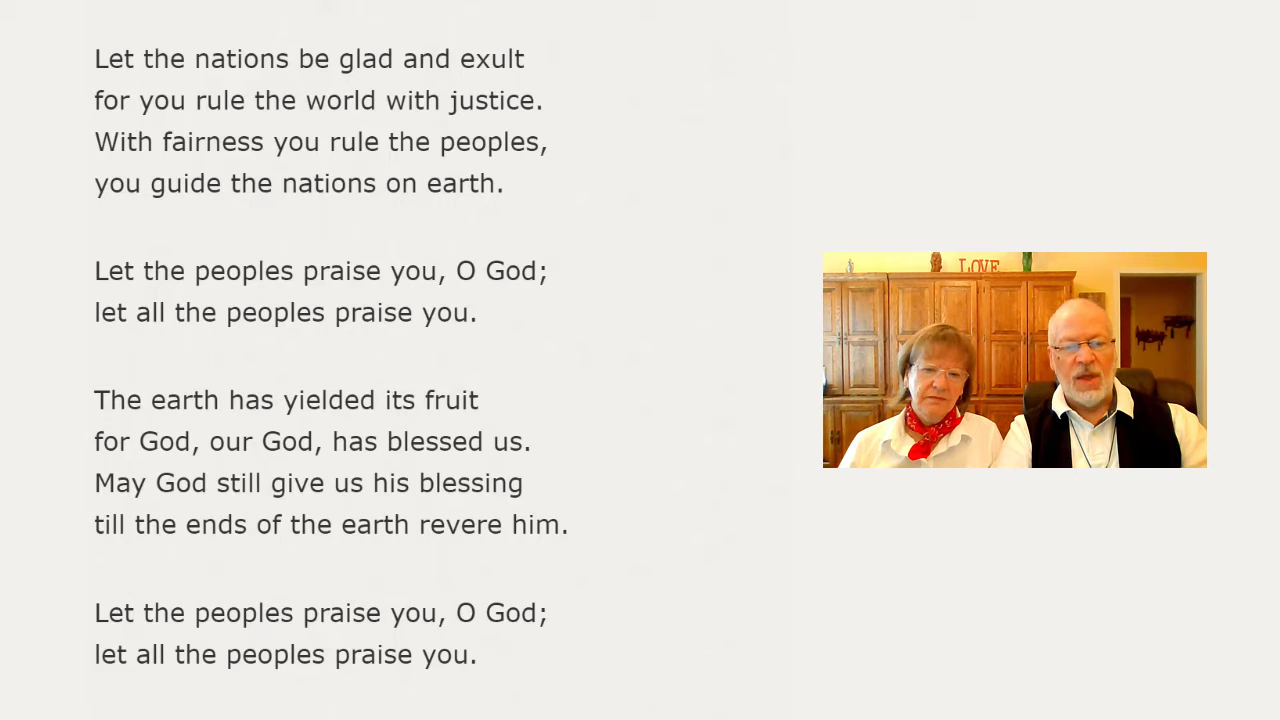 Let the nations be glad and exult
for you rule the world with justice.
With fairness you rule the peoples,
you guide the nations on earth.
Let the peoples praise you, O God;
let all the peoples praise you.
The earth has yielded its fruit
for God, our God, has blessed us.
May God still give us his blessing
till the ends of the earth revere him.
Let the peoples praise you, O God;
let all the peoples praise you.
LOVE